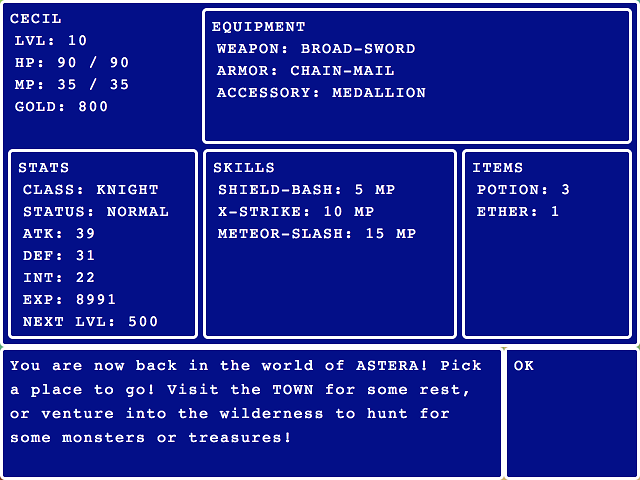 CECIL
LVL: 10
HP: 90 / 90
MP: 35 / 35
GOLD: 800
EQUIPMENT
WEAPON: BROAD-SWORD
ARMOR: CHAIN-MAIL
ACCESSORY: MEDALLION
STATS
CLASS: KNIGHT
STATUS: NORMAL
ATK: 39
DEF: 31
INT: 22
EXP: 8991
NEXT LVL: 500
SKILLS
SHIELD-BASH: 5 MP
X-STRIKE: 10 MP
METEOR-SLASH: 15 MP
ITEMS
POTION: 3
ETHER: 1
You are now back in the world of ASTERA! Pick
a place to go! Visit the TOWN for some rest,
or venture into the wilderness to hunt for
some monsters or treasures!
OK